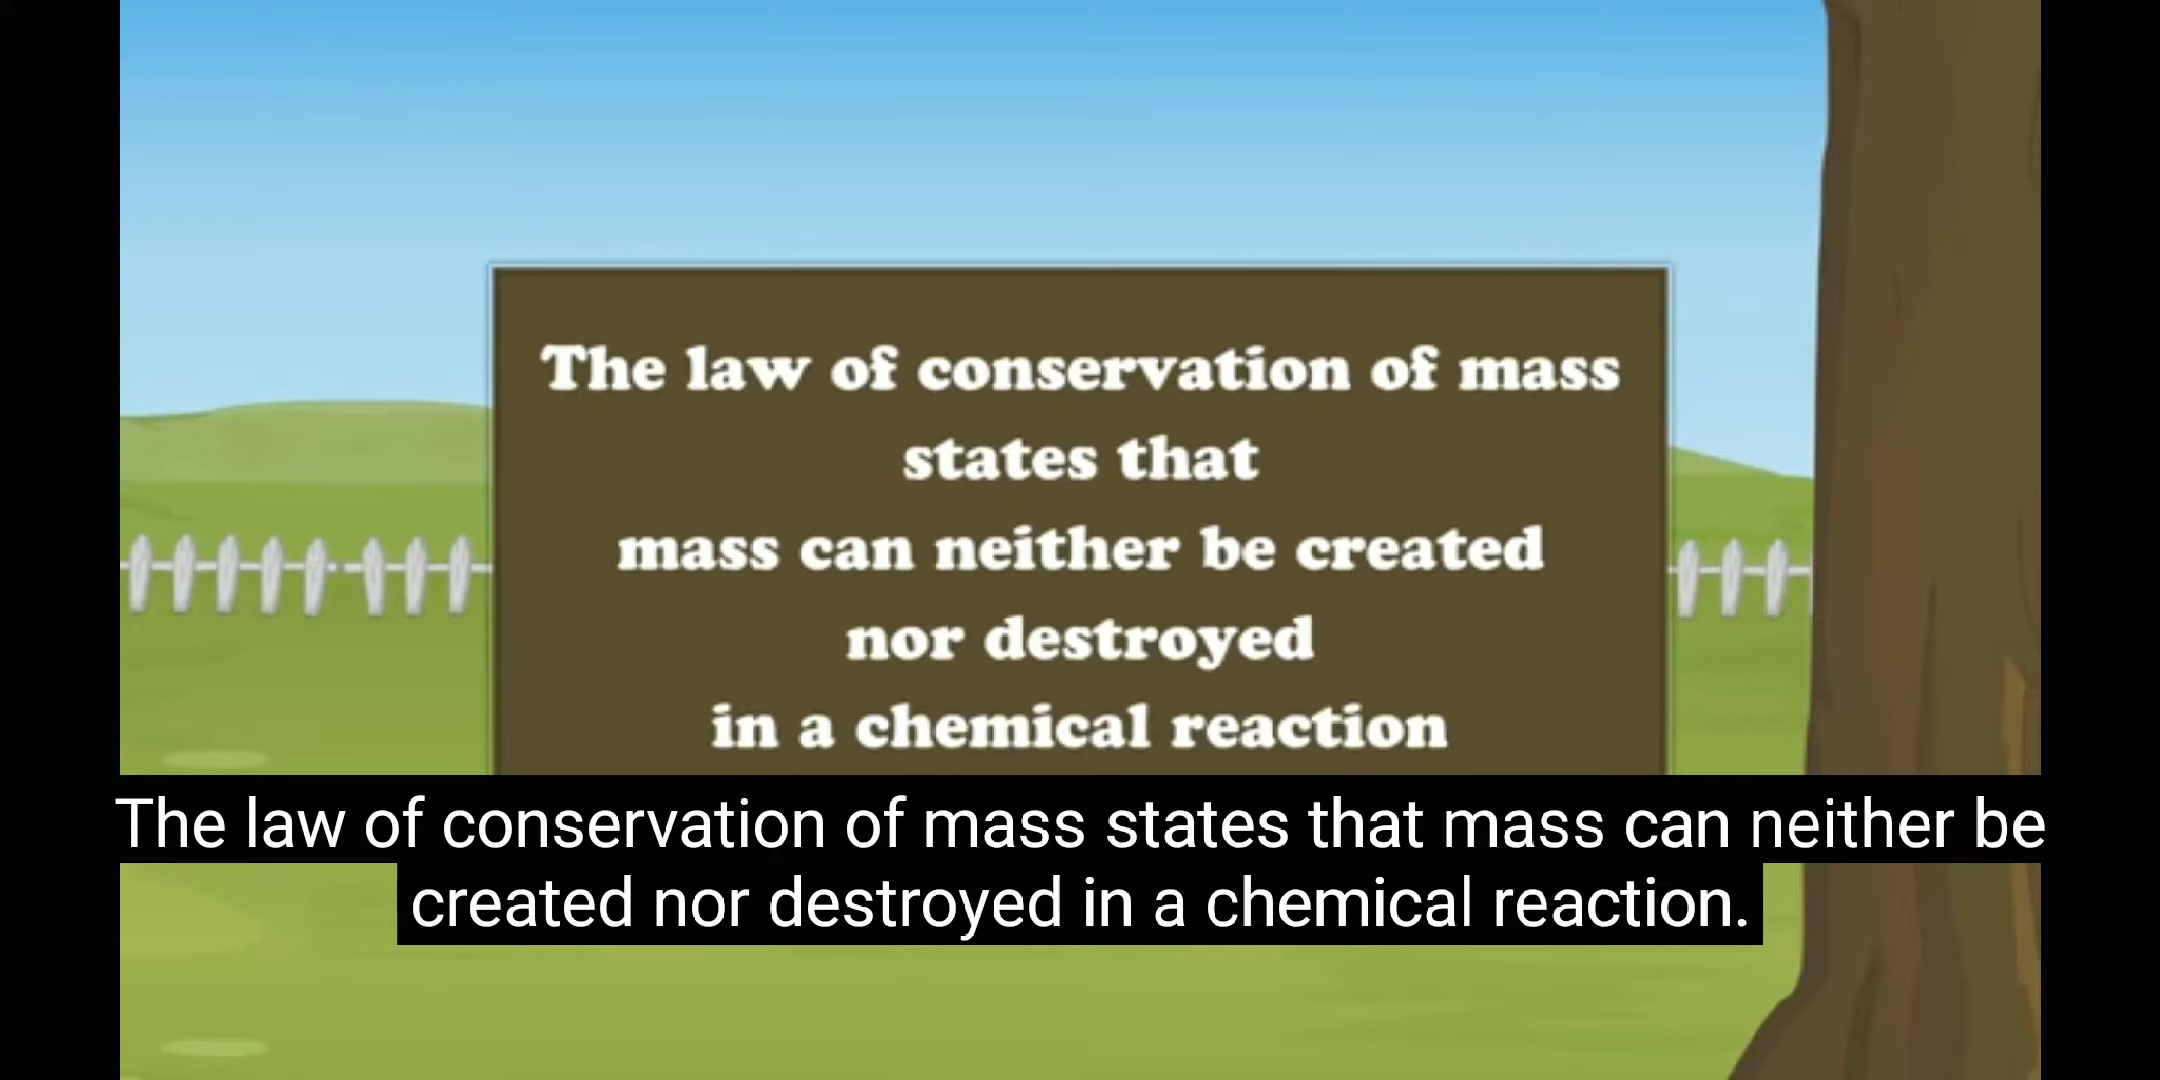 The law of conservation of mass
states that
mass can neither be created
nor destroyed
in a chemical reaction
The law of conservation of mass states that mass can neither be
created nor destroyed in a chemical reaction.